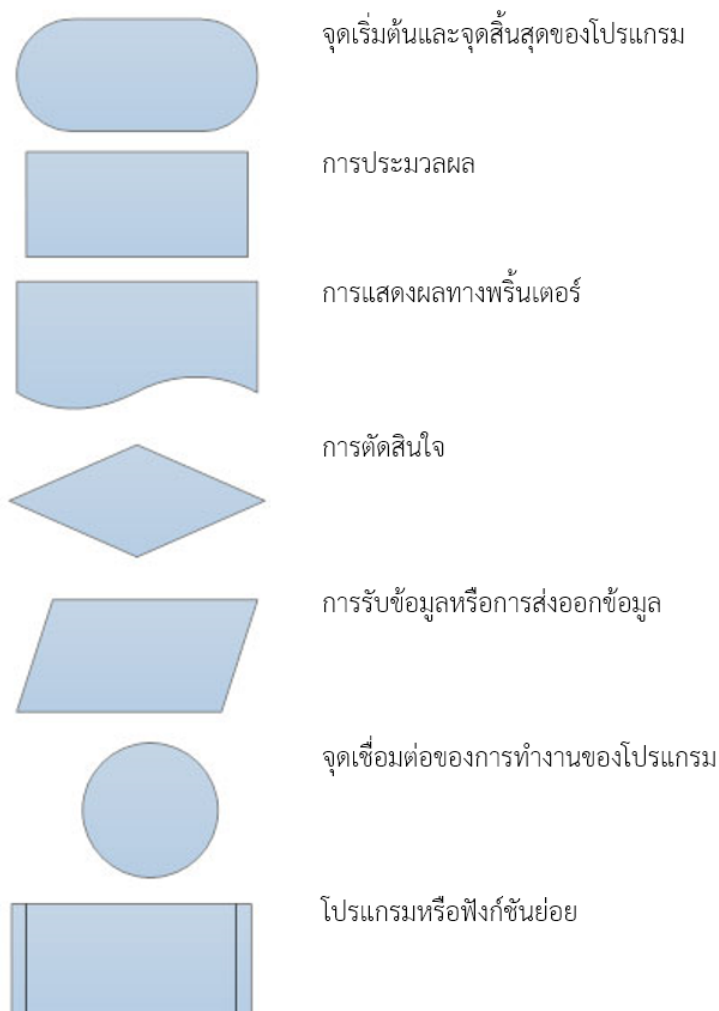 จุดเริ่มต้นและจุดสิ้นสุดของโปรแกรม
การประมวลผล
การแสดงผลทางพริ้นเตอร์
การตัดสินใจ
การรับข้อมูลหรือการส่งออกข้อมูล
จุดเชื่อมต่อของการทำงานของโปรแกรม
โปรแกรมหรือฟังก์ชันย่อย